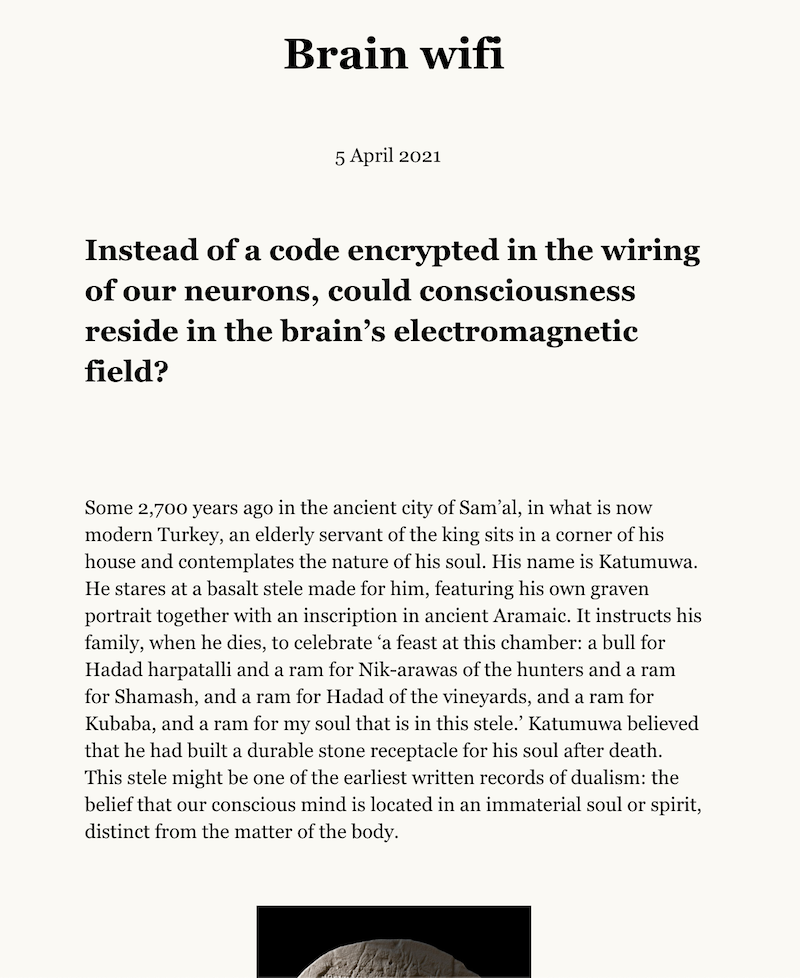 Brain wifi
5 April 2021
Instead of a code encrypted in the wiring
of our neurons, could consciousness
reside in the brain’s electromagnetic
field?
Some 2,700 years ago in the ancient city of Sam’al, in what is now
modern Turkey, an elderly servant of the king sits in a corner of his
house and contemplates the nature of his soul. His name is Katumuwa.
He stares at a basalt stele made for him, featuring his own graven
portrait together with an inscription in ancient Aramaic. It instructs his
family, when he dies, to celebrate ‘a feast at this chamber: a bull for
Hadad harpatalli and a ram for Nik-arawas of the hunters and a ram
for Shamash, and a ram for Hadad of the vineyards, and a ram for
Kubaba, and a ram for my soul that is in this stele.’ Katumuwa believed
that he had built a durable stone receptacle for his soul after death.
This stele might be one of the earliest written records of dualism: the
belief that our conscious mind is located in an immaterial soul or spirit,
distinct from the matter of the body.